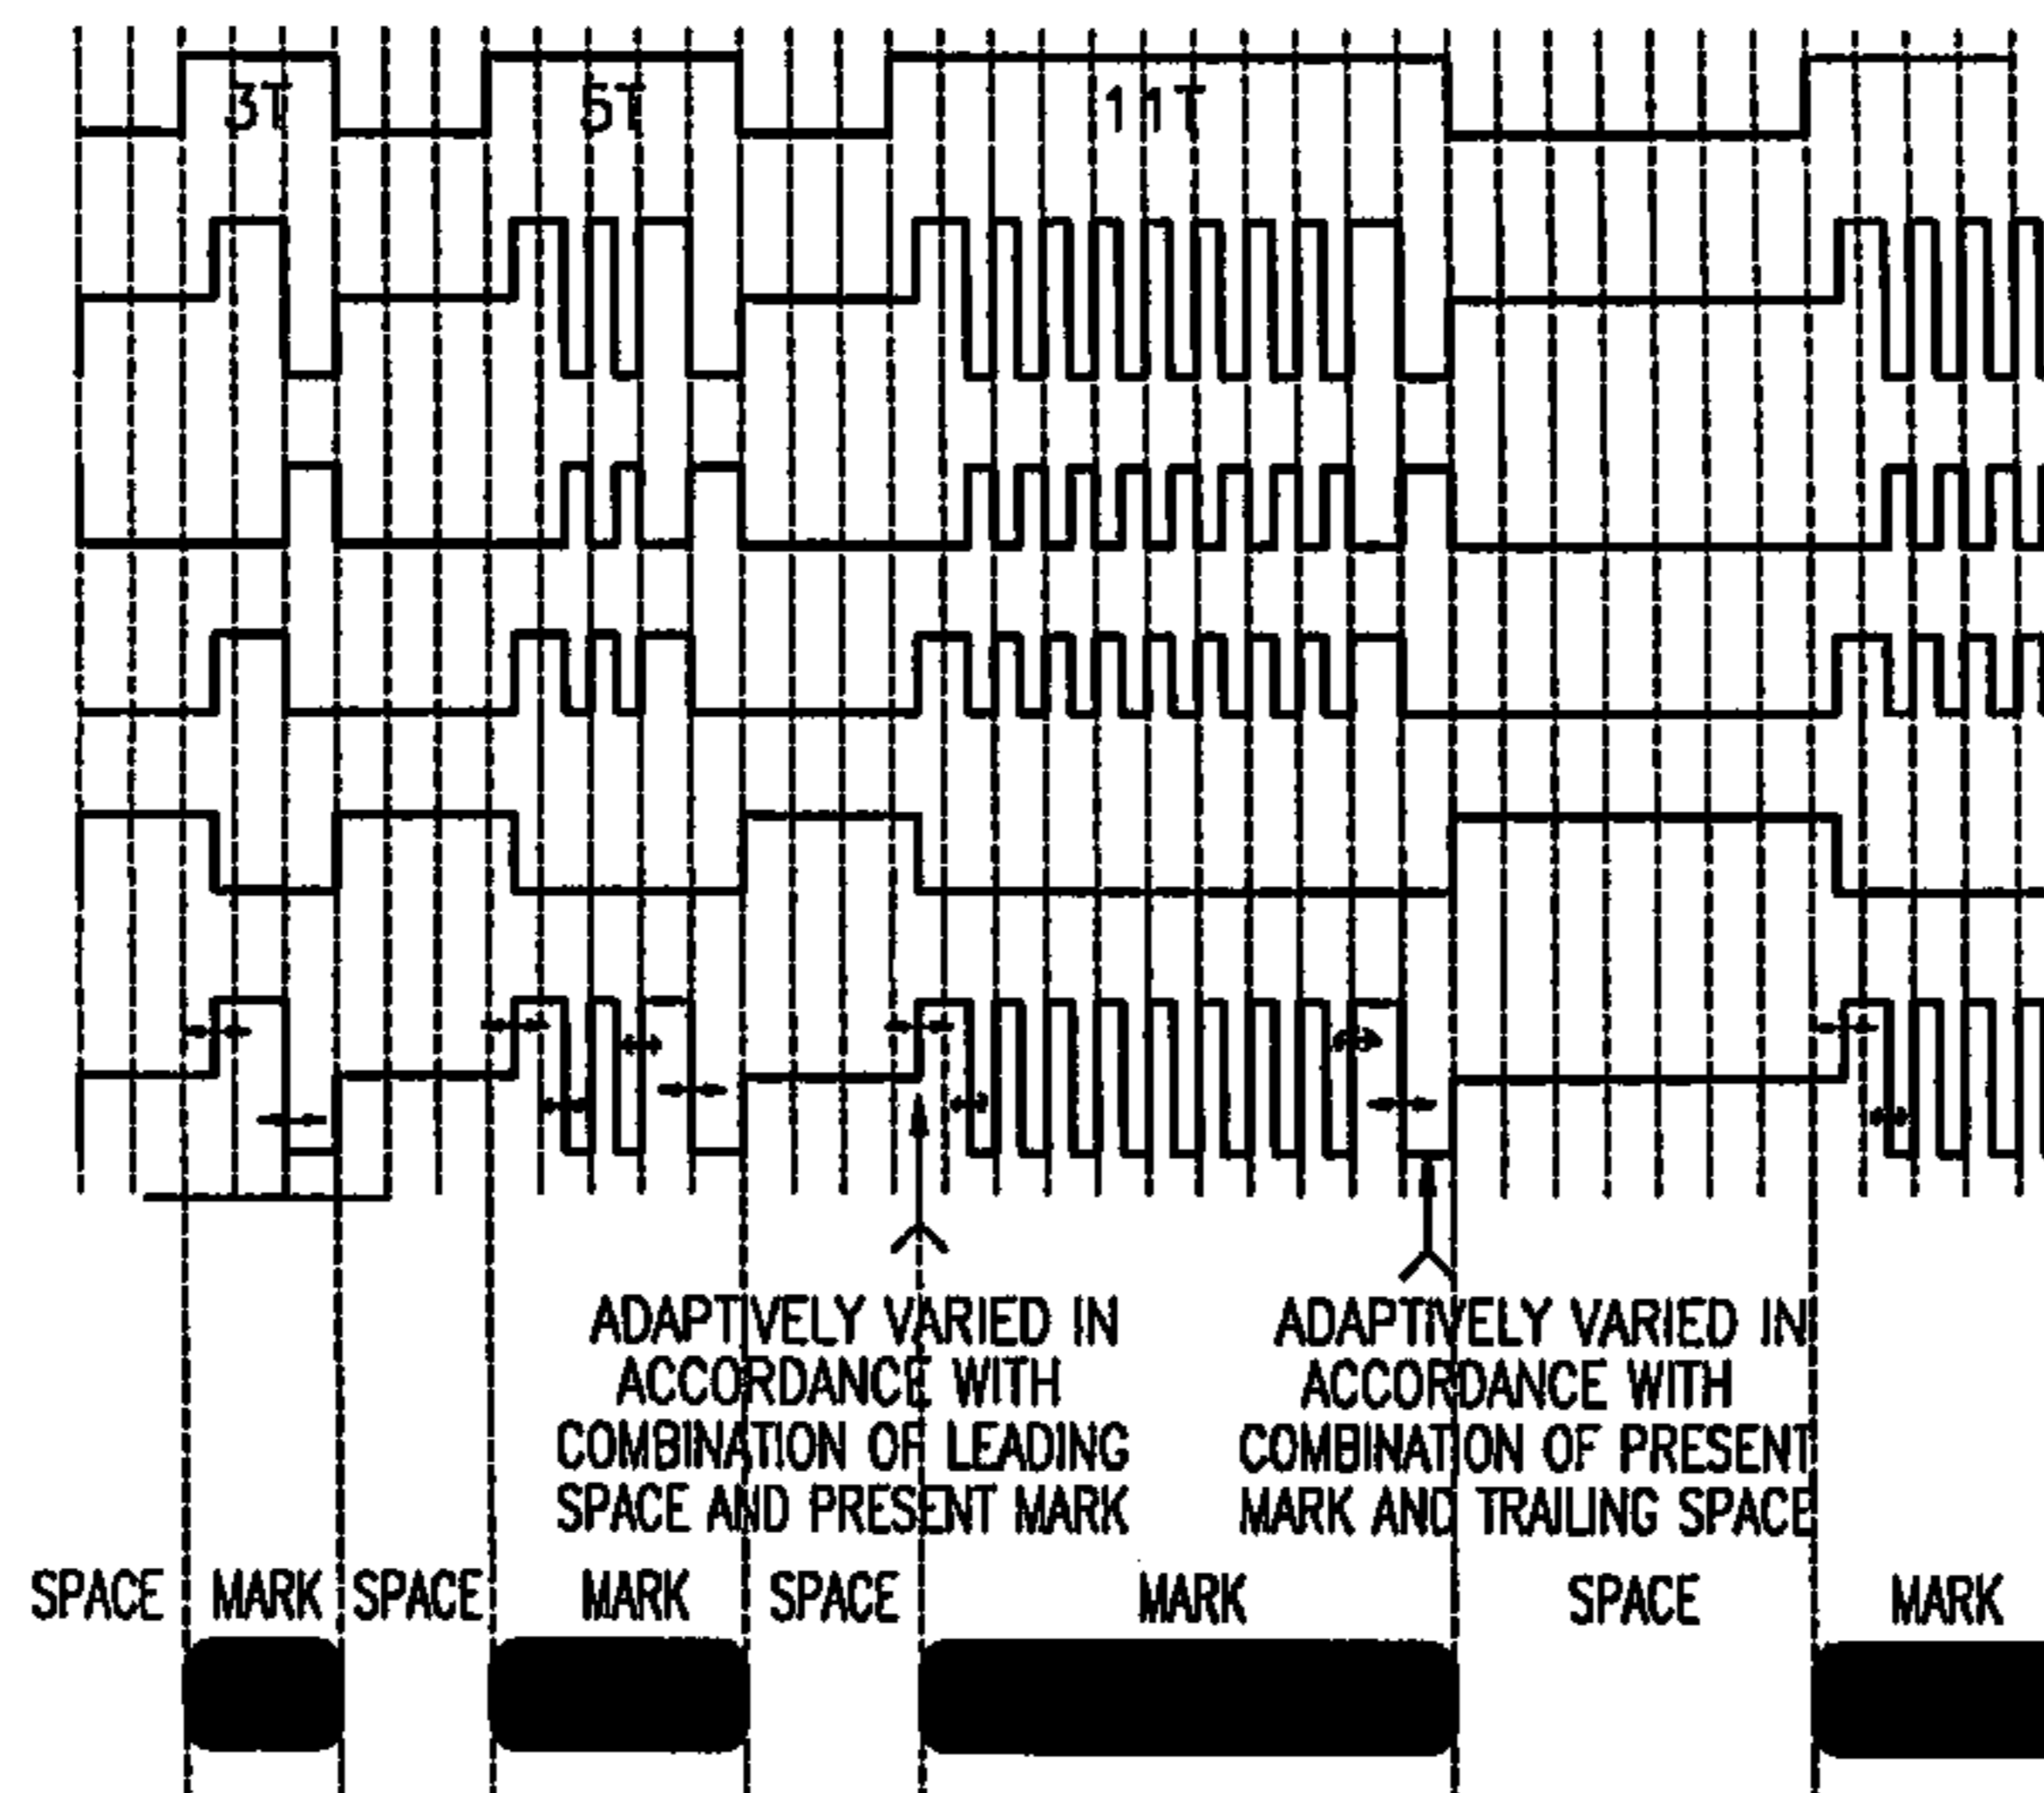 3T 5T 11T
ADAPTIVELY VARIED IN
ACCORDANCE WITH
COMBINATION OF LEADING
SPACE AND PRESENT MARK
ADAPTIVELY VARIED IN
ACCORDANCE WITH
COMBINATION OF PRESENT
MARK AND TRAILING SPACE
SPACE MARK SPACE MARK SPACE MARK SPACE MARK